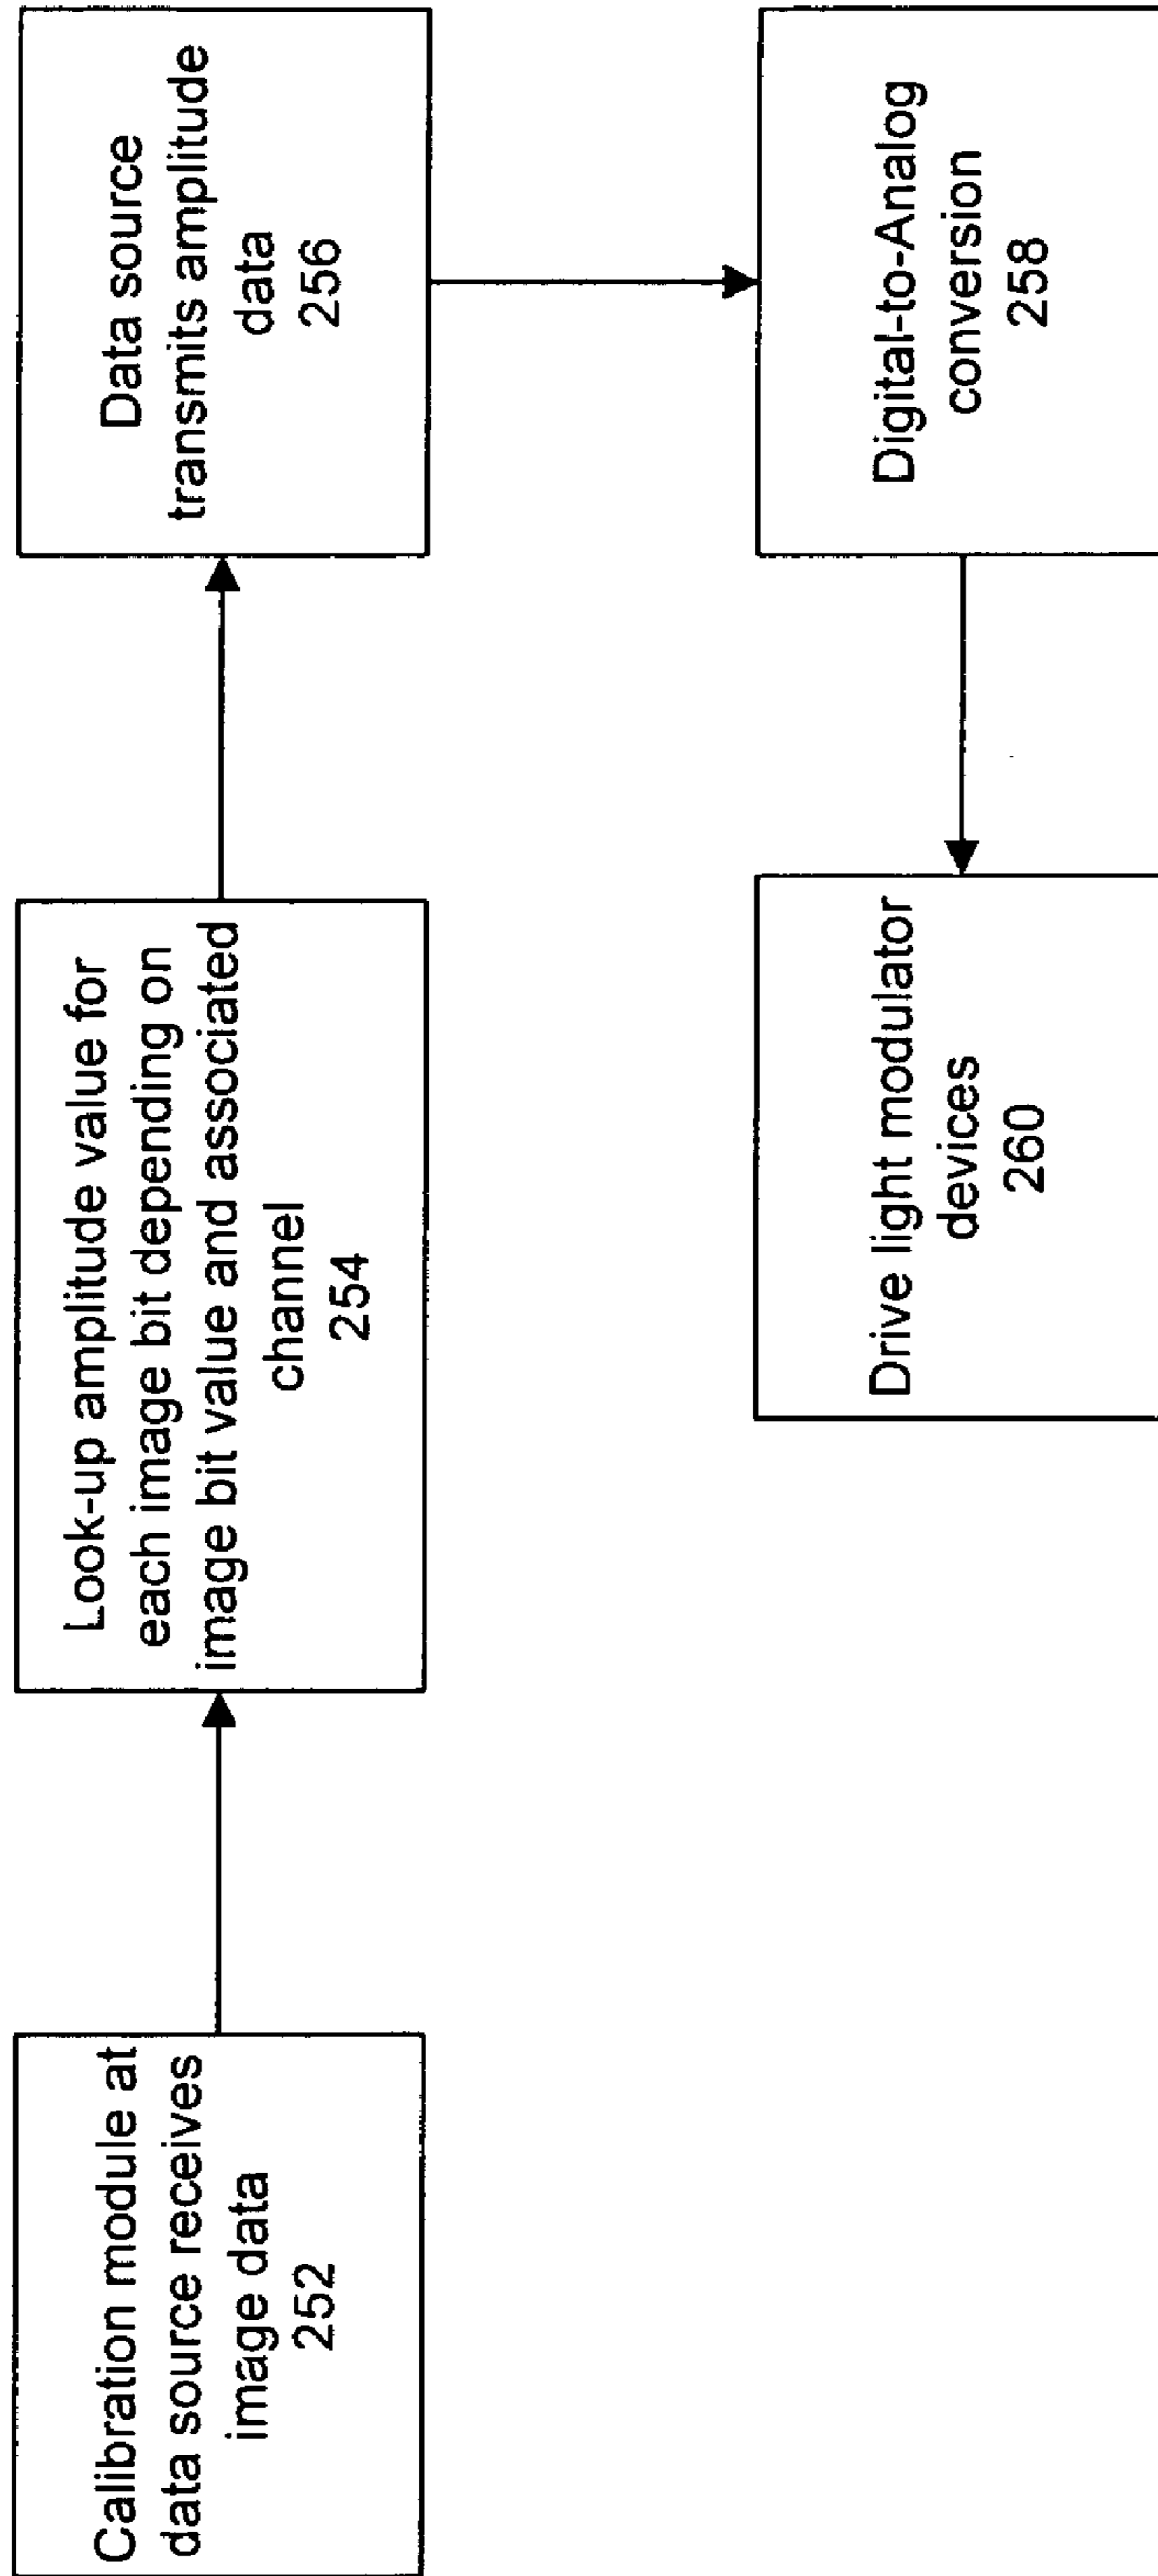 Calibration module at
data source receives
image data
252
Look-up amplitude value for
each image bit depending on
image bit value and associated
channel
254
Data source
transmits amplitude
data
256
Digital-to-Analog
conversion
258
Drive light modulator
devices
260